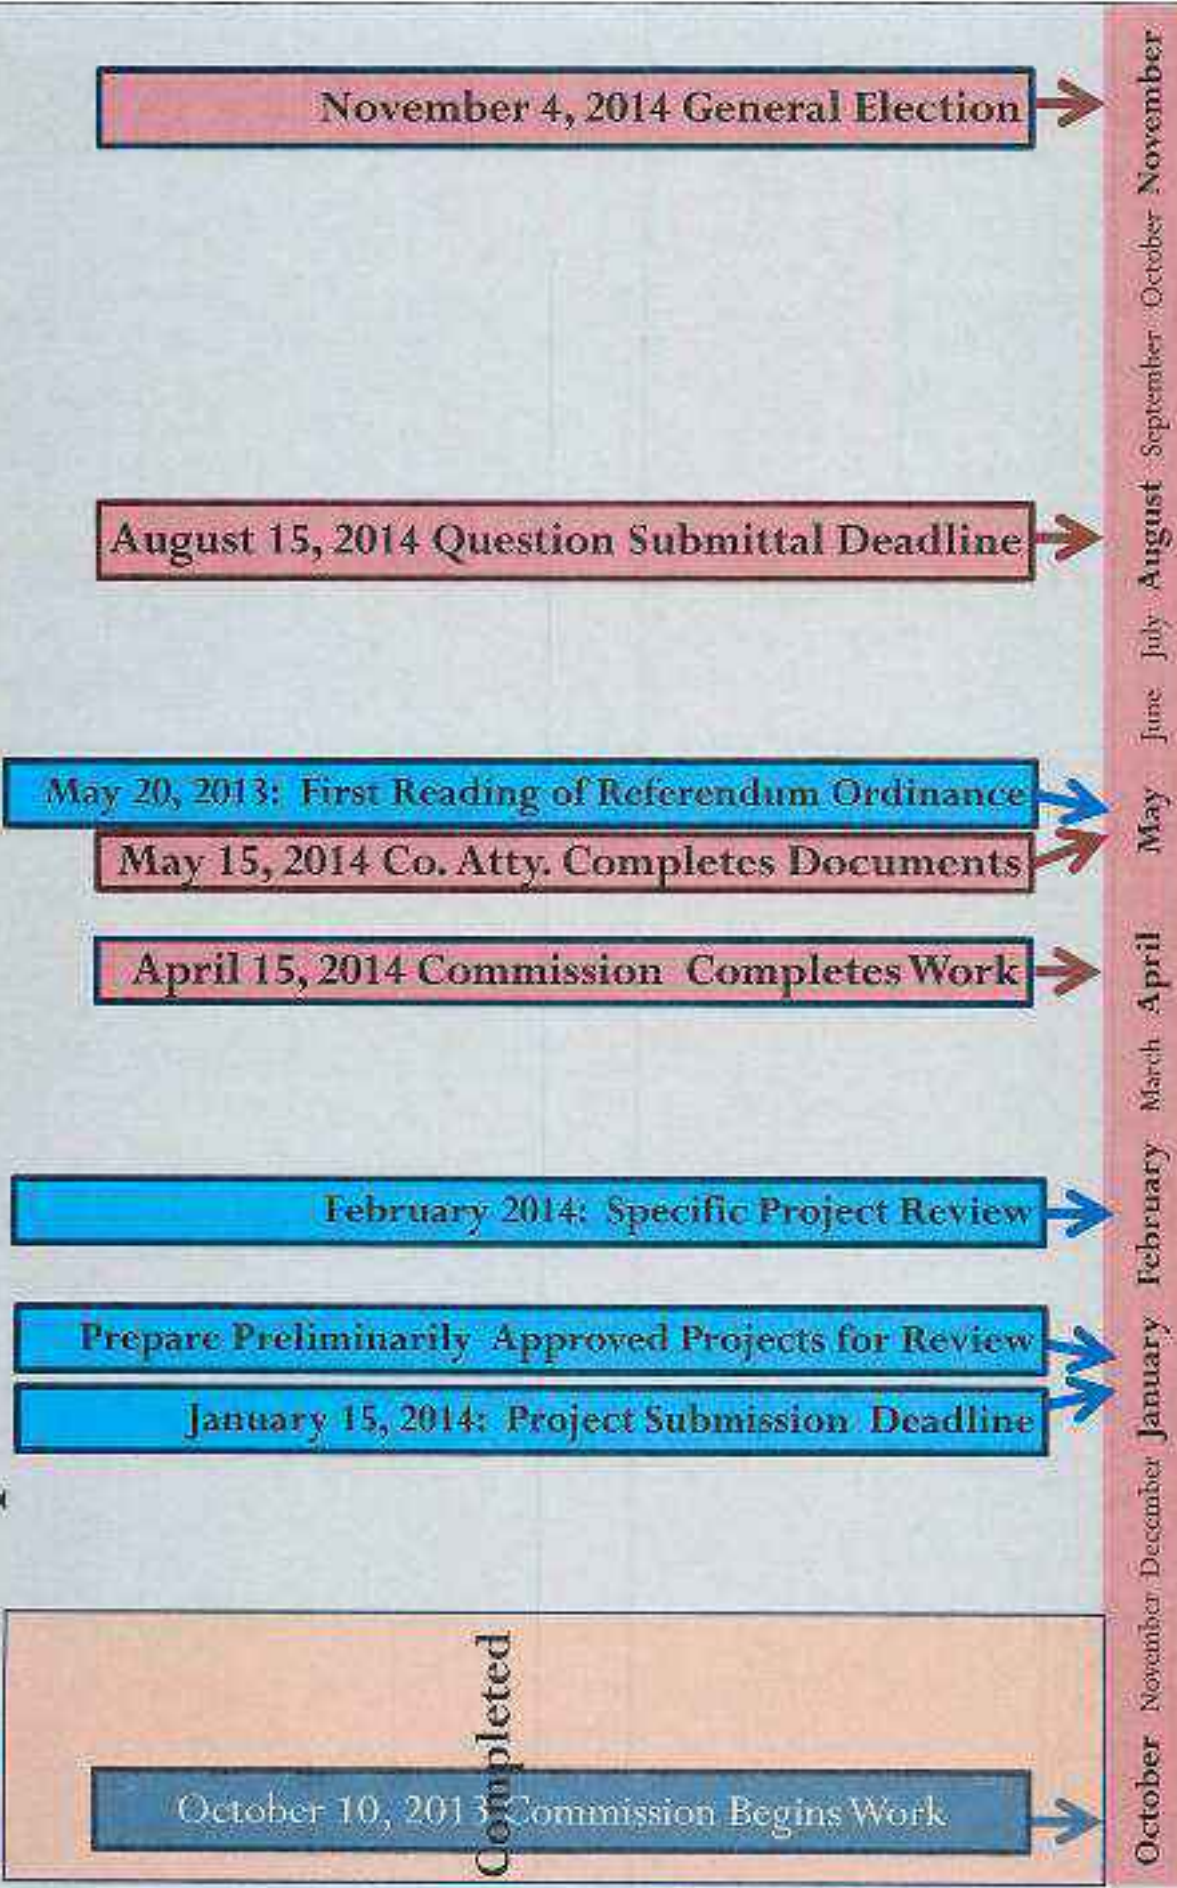 November 4, 2014 General Election
August 15, 2014 Question Submittal Deadline
May 20, 2013: First Reading of Referendum Ordinance
May 15, 2014 Co. Atty. Completes Documents
April 15, 2014 Commission Completes Work
February 2014: Specific Project Review
Prepare Preliminarily Approved Projects for Review
January 15, 2014: Project Submission Deadline
Completed
October 10, 2013 Commission Begins Work
October November December January February March April May June July August September October November